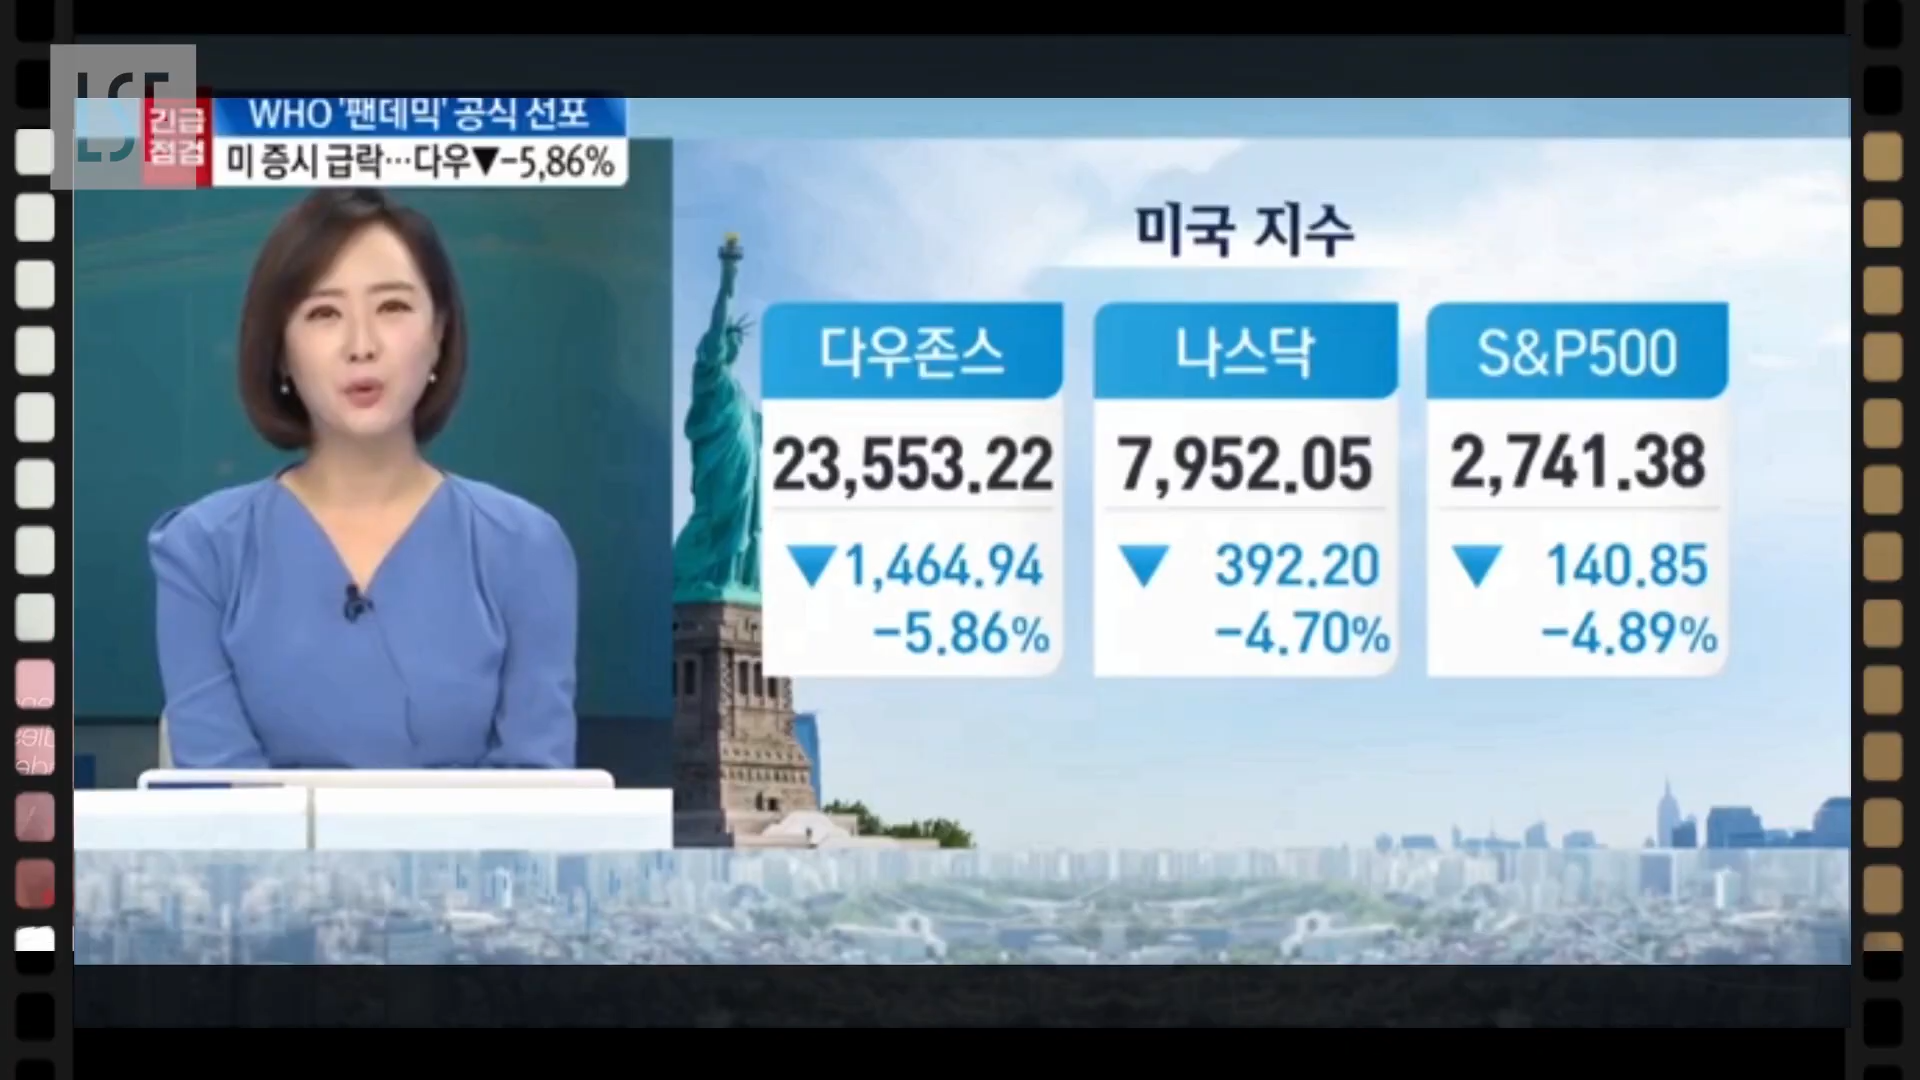 LSF
긴급
점검
WHO '팬데믹' 공식 선포
미 증시 급락…다우▼-5,86%
미국 지수
다우존스
23,553.22
▼1,464.94
-5.86%
나스닥
7,952.05
▼ 392.20
-4.70%
S&P500
2,741.38
▼ 140.85
-4.89%